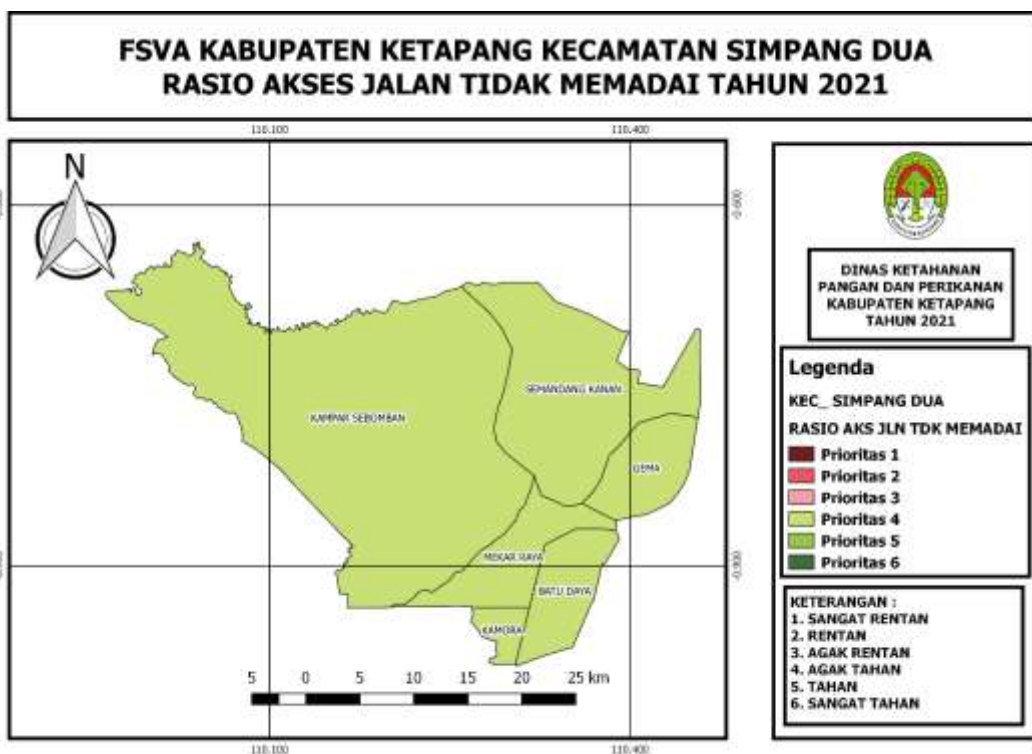 FSVA KABUPATEN KETAPANG KECAMATAN SIMPANG DUA
RASIO AKSES JALAN TIDAK MEMADAI TAHUN 2021
110.100
110.400
N
-0.600
KAMPAR SEBOMBAN
SEMANDANG KANAN
GEMA
MEKAR RAYA
BATU DAYA
KAMORA
-0.900
5 0 5 10 15 20 25 km
110.100
110.400
DINAS KETAHANAN
PANGAN DAN PERIKANAN
KABUPATEN KETAPANG
TAHUN 2021
Legenda
KEC_ SIMPANG DUA
RASIO AKS JLN TDK MEMADAI
Prioritas 1
Prioritas 2
Prioritas 3
Prioritas 4
Prioritas 5
Prioritas 6
KETERANGAN :
1. SANGAT RENTAN
2. RENTAN
3. AGAK RENTAN
4. AGAK TAHAN
5. TAHAN
6. SANGAT TAHAN